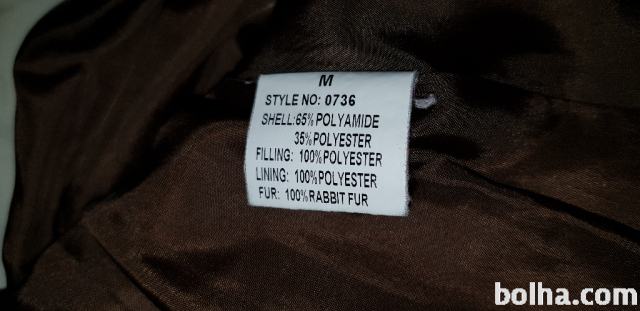 M
STYLE NO: 0736
SHELL:65%POLYAMIDE
35%POLYESTER
FILLING: 100%POLYESTER
LINING: 100%POLYESTER
FUR: 100%RABBIT FUR
bolha.com